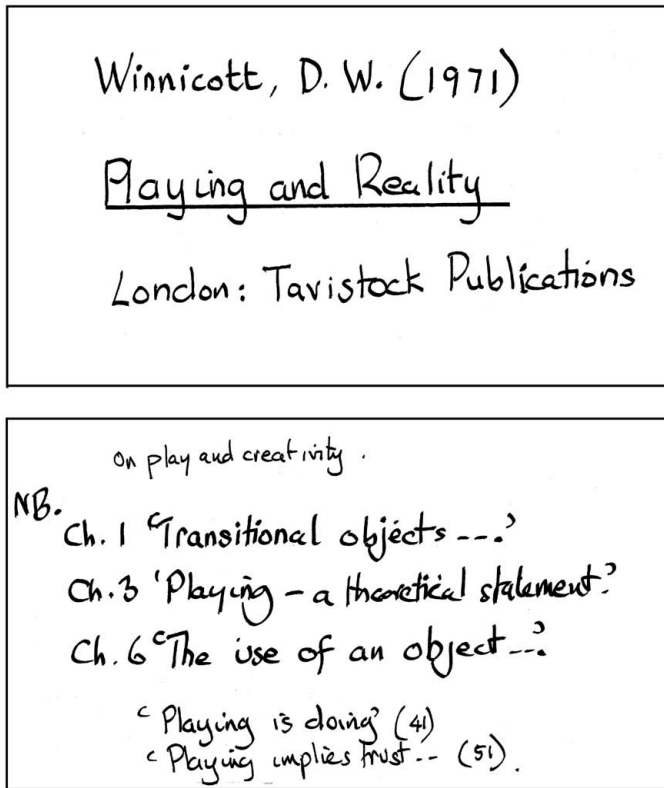 Winnicott, D. W. (1971)
Playing and Reality
London: Tavistock Publications
On play and creativity.
NB.
Ch. 1 'Transitional objects ---.'
Ch. 3 'Playing - a theoretical statement.'
Ch. 6 'The use of an object --.'
'Playing is doing' (41)
'Playing implies trust -- (51).